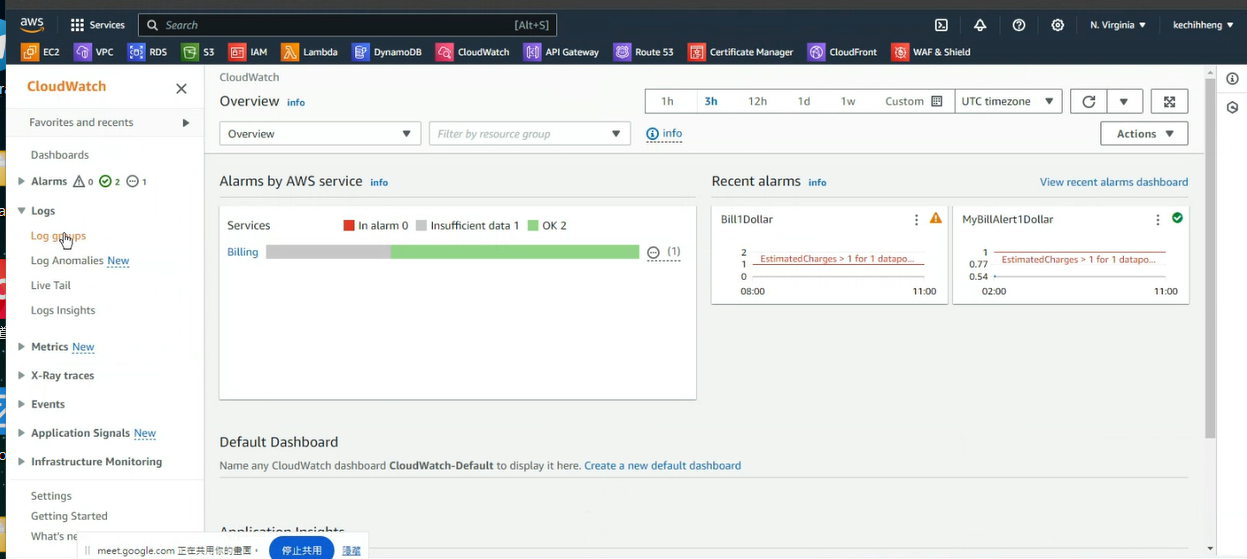 aws Services Search [Alt+S] N. Virginia kechihheng
EC2 VPC RDS S3 IAM Lambda DynamoDB CloudWatch API Gateway Route 53 Certificate Manager CloudFront WAF & Shield
CloudWatch
Favorites and recents
Dashboards
Alarms 0 2 1
Logs
Log groups
Log Anomalies New
Live Tail
Logs Insights
Metrics New
X-Ray traces
Events
Application Signals New
Infrastructure Monitoring
Settings
Getting Started
What's ne
CloudWatch
Overview info
1h 3h 12h 1d 1w Custom UTC timezone
Overview Filter by resource group info Actions
Alarms by AWS service info
Services In alarm 0 Insufficient data 1 OK 2
Billing (1)
Recent alarms info View recent alarms dashboard
Bill1Dollar
2
EstimatedCharges > 1 for 1 datapo...
1
0
08:00 11:00
MyBillAlert1Dollar
1
EstimatedCharges > 1 for 1 datapo...
0.77
0.54
02:00 11:00
Default Dashboard
Name any CloudWatch dashboard CloudWatch-Default to display it here. Create a new default dashboard
Application Insights
meet.google.com 正在共用你的畫面。 停止共用 隱藏